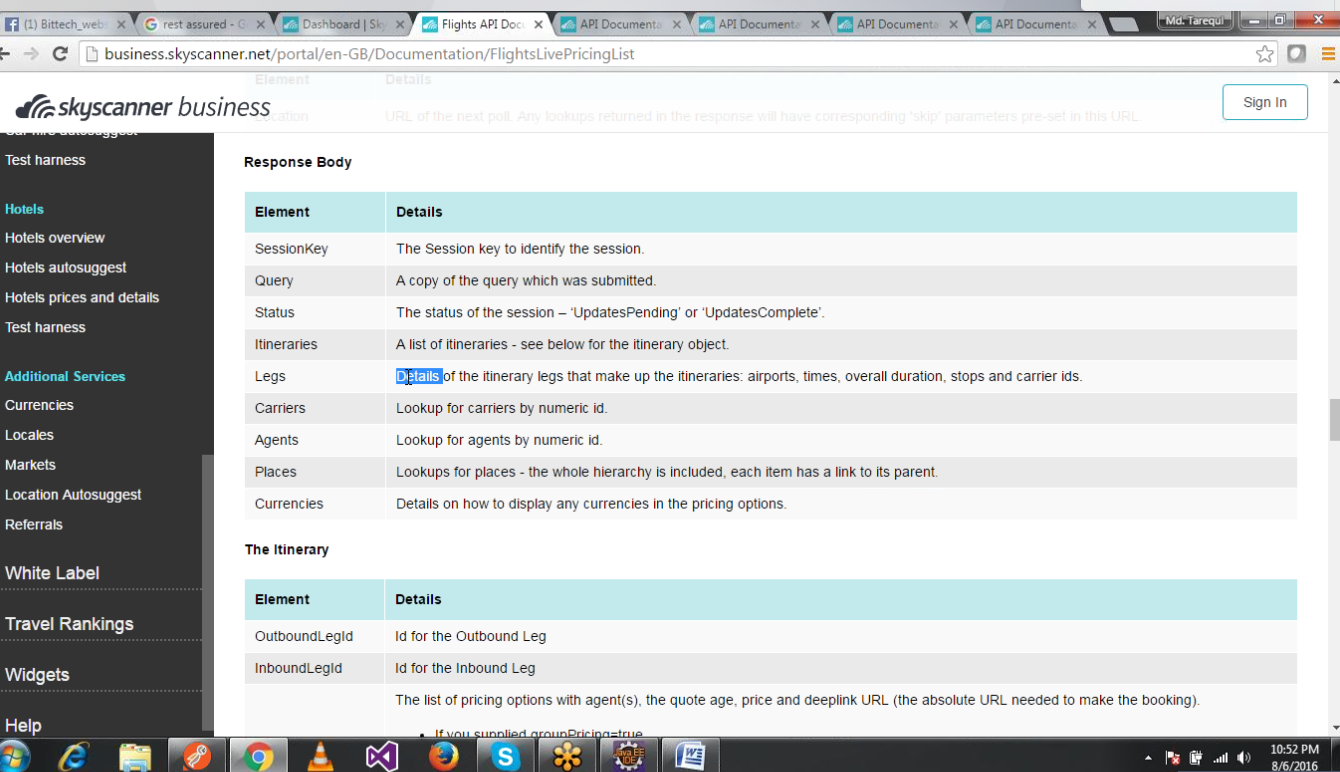 (1) Bittech_web
rest assured - G
Dashboard | Sky
Flights API Doc
API Documenta
API Documenta
API Documenta
API Documenta
Md. Tarequl
business.skyscanner.net/portal/en-GB/Documentation/FlightsLivePricingList
Element Details
skyscanner business
Sign In
Location URL of the next poll. Any lookups returned in the response will have corresponding 'skip' parameters pre-set in this URL.
Car hire autosuggest
Test harness
Hotels
Hotels overview
Hotels autosuggest
Hotels prices and details
Test harness
Additional Services
Currencies
Locales
Markets
Location Autosuggest
Referrals
White Label
Travel Rankings
Widgets
Help
Response Body
Element Details
SessionKey The Session key to identify the session.
Query A copy of the query which was submitted.
Status The status of the session – ‘UpdatesPending’ or ‘UpdatesComplete’.
Itineraries A list of itineraries - see below for the itinerary object.
Legs Details of the itinerary legs that make up the itineraries: airports, times, overall duration, stops and carrier ids.
Carriers Lookup for carriers by numeric id.
Agents Lookup for agents by numeric id.
Places Lookups for places - the whole hierarchy is included, each item has a link to its parent.
Currencies Details on how to display any currencies in the pricing options.
The Itinerary
Element Details
OutboundLegId Id for the Outbound Leg
InboundLegId Id for the Inbound Leg
The list of pricing options with agent(s), the quote age, price and deeplink URL (the absolute URL needed to make the booking).
• If you supplied groupPricing=true
Java EE
IDE
10:52 PM
8/6/2016